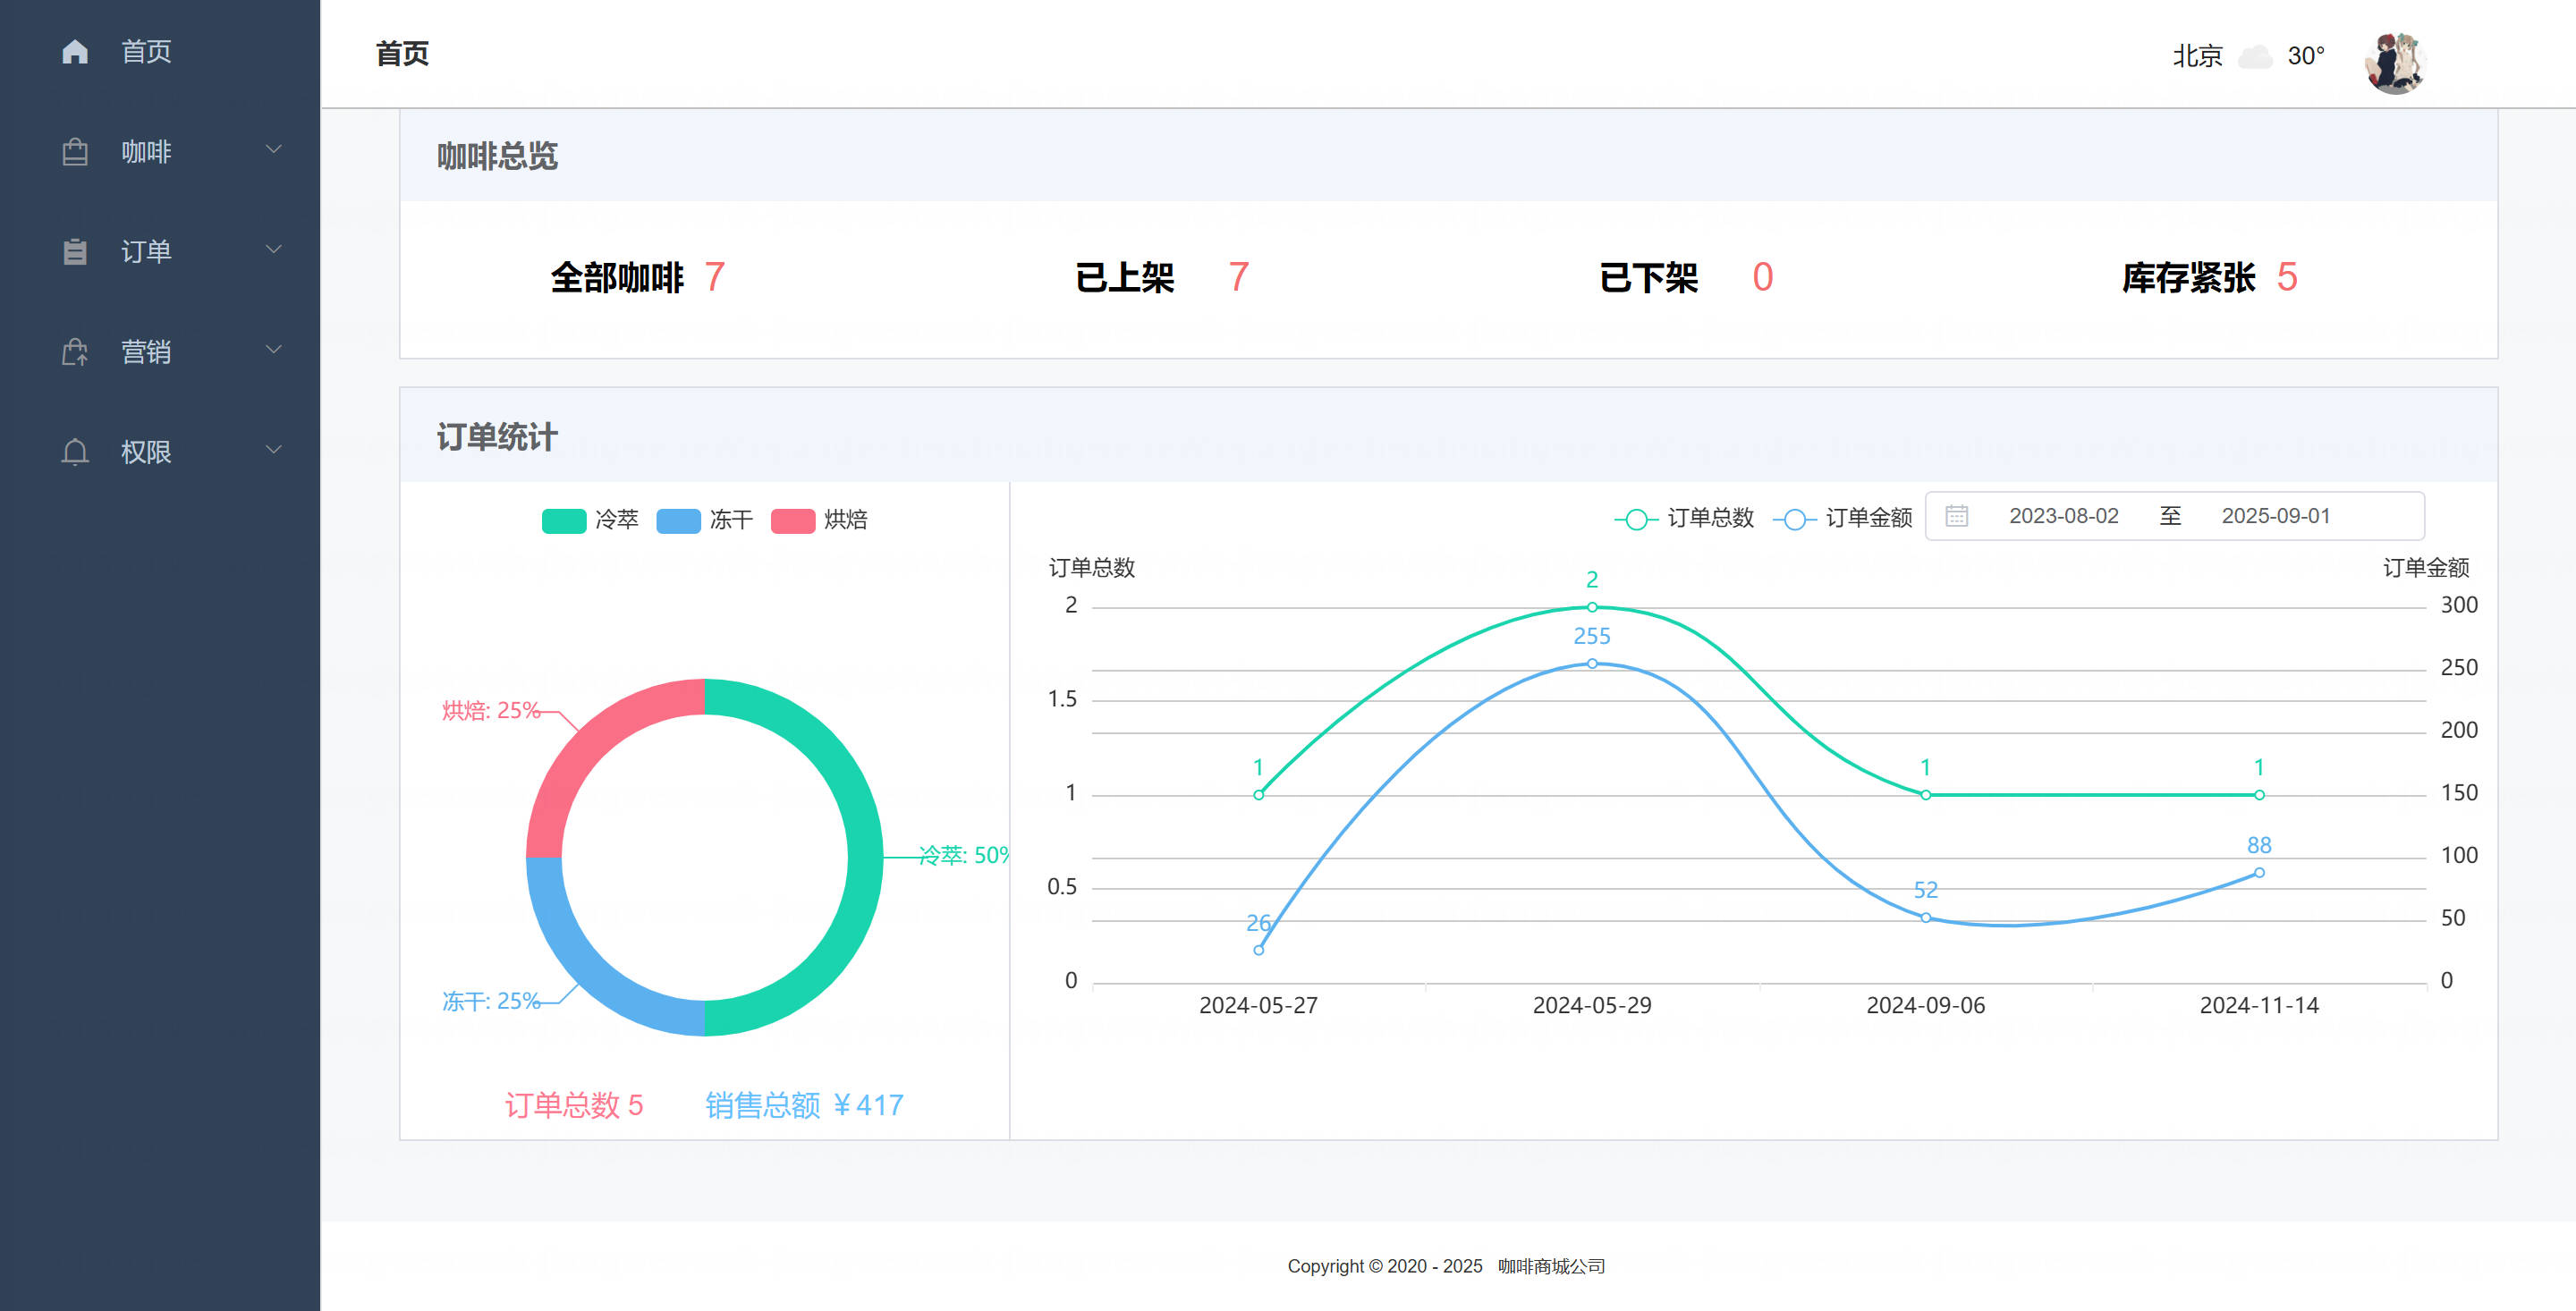 首页
咖啡
订单
营销
权限
首页
北京 30°
咖啡总览
全部咖啡 7
已上架 7
已下架 0
库存紧张 5
订单统计
冷萃 冻干 烘焙
烘焙: 25%
冷萃: 50%
冻干: 25%
订单总数 5 销售总额 ￥417
订单总数 订单金额 2023-08-02 至 2025-09-01
订单总数 订单金额
2
1.5
1
0.5
0
300
250
200
150
100
50
0
1
2
1
1
26
255
52
88
2024-05-27 2024-05-29 2024-09-06 2024-11-14
Copyright © 2020 - 2025 咖啡商城公司